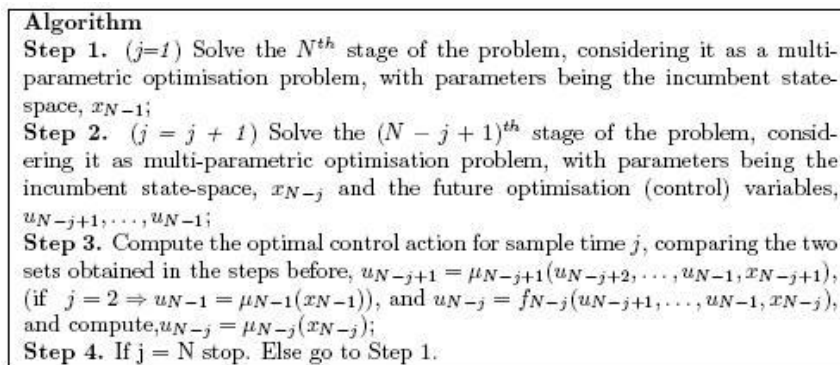 Algorithm
Step 1. (j=1) Solve the N^th stage of the problem, considering it as a multi-
parametric optimisation problem, with parameters being the incumbent state-
space, x_{N−1};
Step 2. (j = j + 1) Solve the (N − j + 1)^th stage of the problem, consid-
ering it as multi-parametric optimisation problem, with parameters being the
incumbent state-space, x_{N−j} and the future optimisation (control) variables,
u_{N−j+1}, . . . , u_{N−1};
Step 3. Compute the optimal control action for sample time j, comparing the two
sets obtained in the steps before, u_{N−j+1} = μ_{N−j+1}(u_{N−j+2}, . . . , u_{N−1}, x_{N−j+1}),
(if j = 2 ⇒ u_{N−1} = μ_{N−1}(x_{N−1})), and u_{N−j} = f_{N−j}(u_{N−j+1}, . . . , u_{N−1}, x_{N−j}),
and compute,u_{N−j} = μ_{N−j}(x_{N−j});
Step 4. If j = N stop. Else go to Step 1.